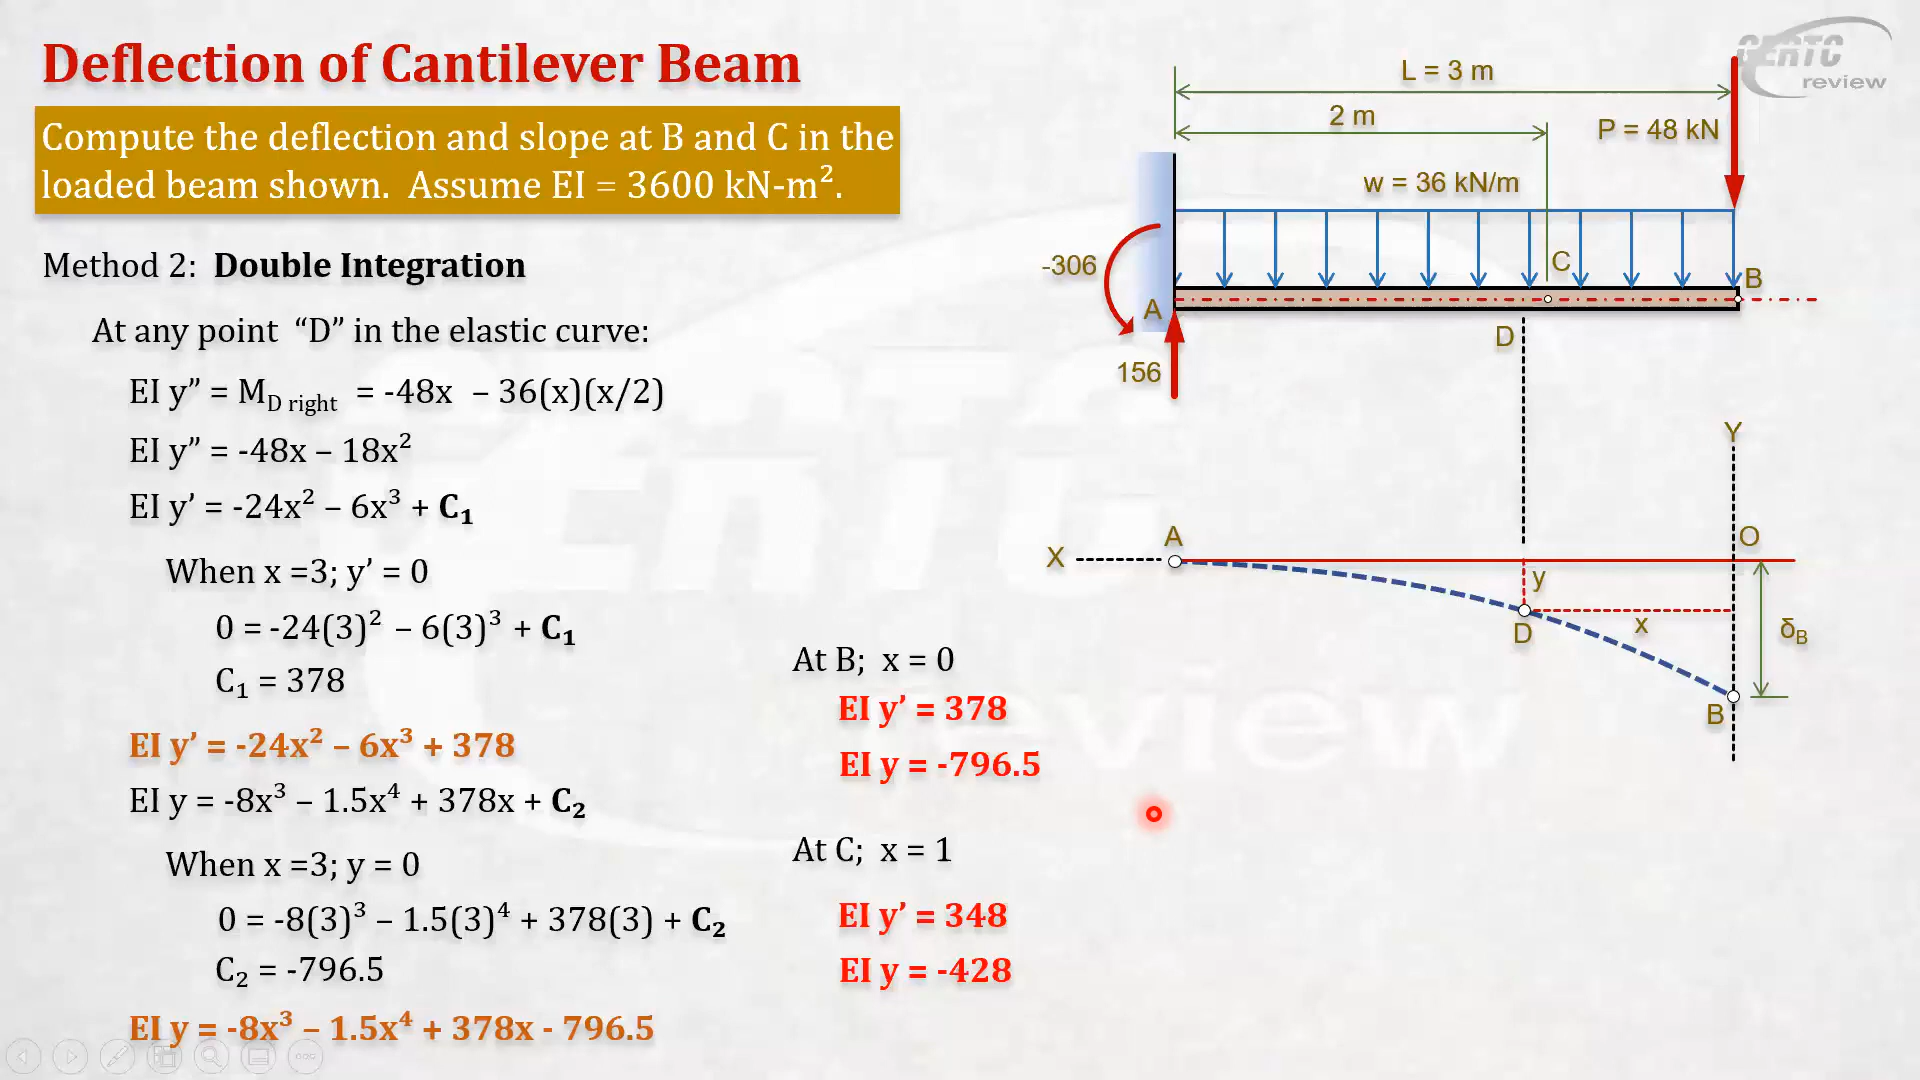 Deflection of Cantilever Beam
Compute the deflection and slope at B and C in the
loaded beam shown. Assume EI = 3600 kN-m².
Method 2: Double Integration
At any point “D” in the elastic curve:
EI y” = M_D right = -48x – 36(x)(x/2)
EI y” = -48x – 18x²
EI y’ = -24x² – 6x³ + C₁
When x =3; y’ = 0
0 = -24(3)² – 6(3)³ + C₁
C₁ = 378
EI y’ = -24x² – 6x³ + 378
EI y = -8x³ – 1.5x⁴ + 378x + C₂
When x =3; y = 0
0 = -8(3)³ – 1.5(3)⁴ + 378(3) + C₂
C₂ = -796.5
EI y = -8x³ – 1.5x⁴ + 378x - 796.5
At B; x = 0
EI y’ = 378
EI y = -796.5
At C; x = 1
EI y’ = 348
EI y = -428
CERTC
review
L = 3 m
2 m
P = 48 kN
w = 36 kN/m
-306
C
B
A
D
156
Y
A
O
X
y
D
x
δ_B
B
CERTC
review